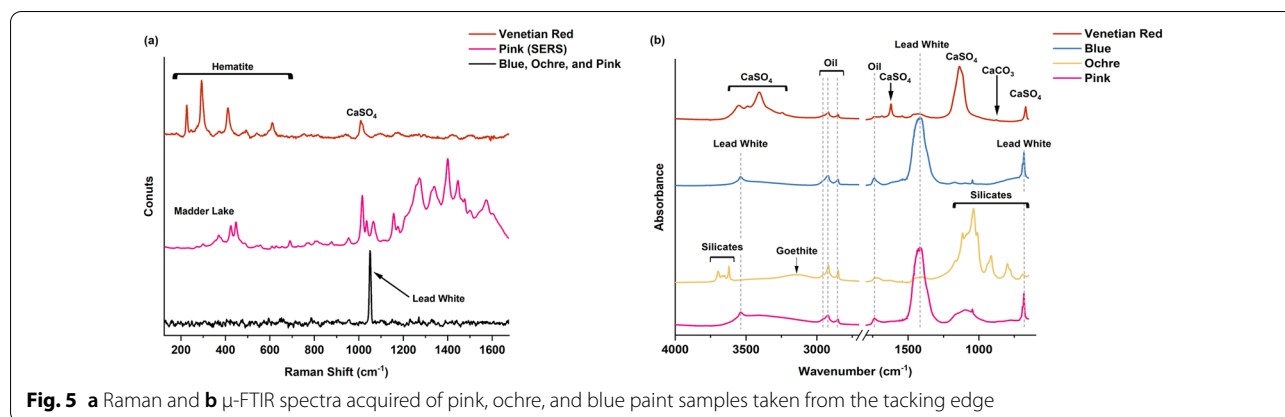 (a)
Venetian Red
Pink (SERS)
Blue, Ochre, and Pink
Hematite
CaSO4
Madder Lake
Lead White
Conuts
200 400 600 800 1000 1200 1400 1600
Raman Shift (cm-1)
(b)
Venetian Red
Blue
Ochre
Pink
Lead White
CaSO4
Oil
Oil
CaSO4
CaSO4
CaCO3
CaSO4
Lead White
Lead White
Silicates
Silicates
Goethite
Absorbance
4000 3500 3000 1500 1000
Wavenumber (cm-1)
Fig. 5 a Raman and b μ-FTIR spectra acquired of pink, ochre, and blue paint samples taken from the tacking edge